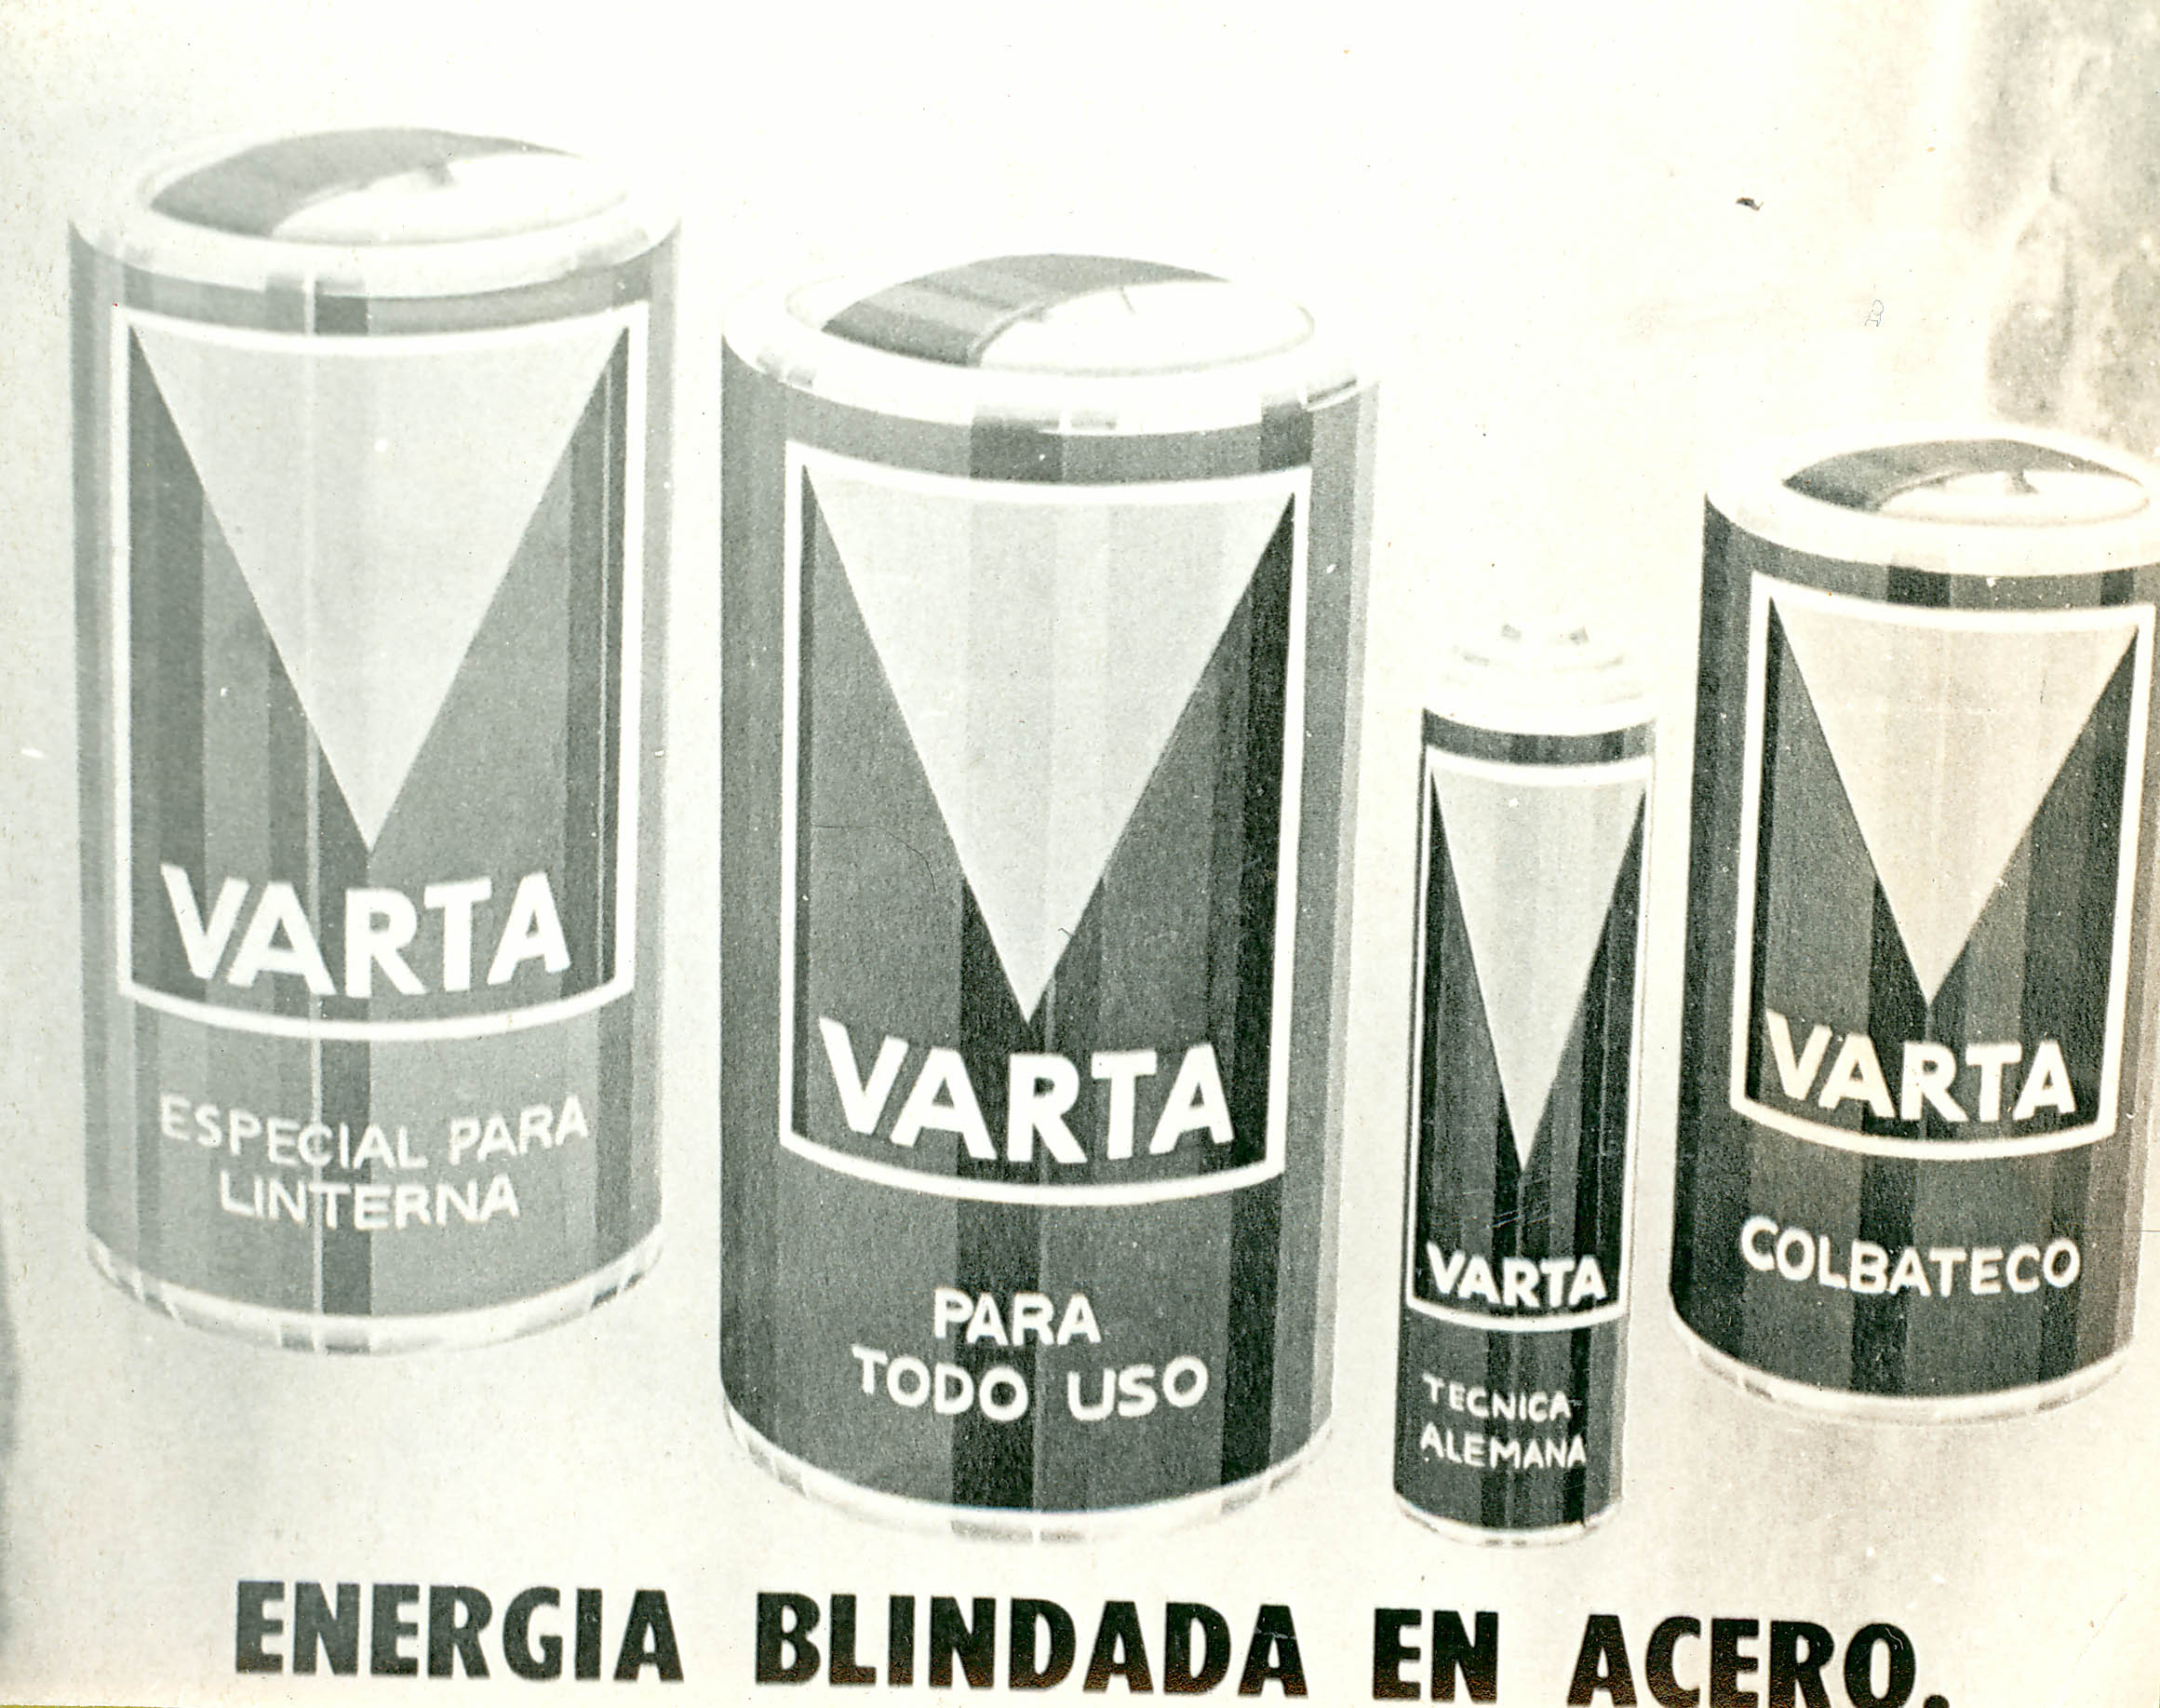 VARTA
ESPECIAL PARA
LINTERNA
VARTA
PARA
TODO USO
VARTA
TECNICA
ALEMANA
VARTA
COLBATECO
ENERGIA BLINDADA EN ACERO.